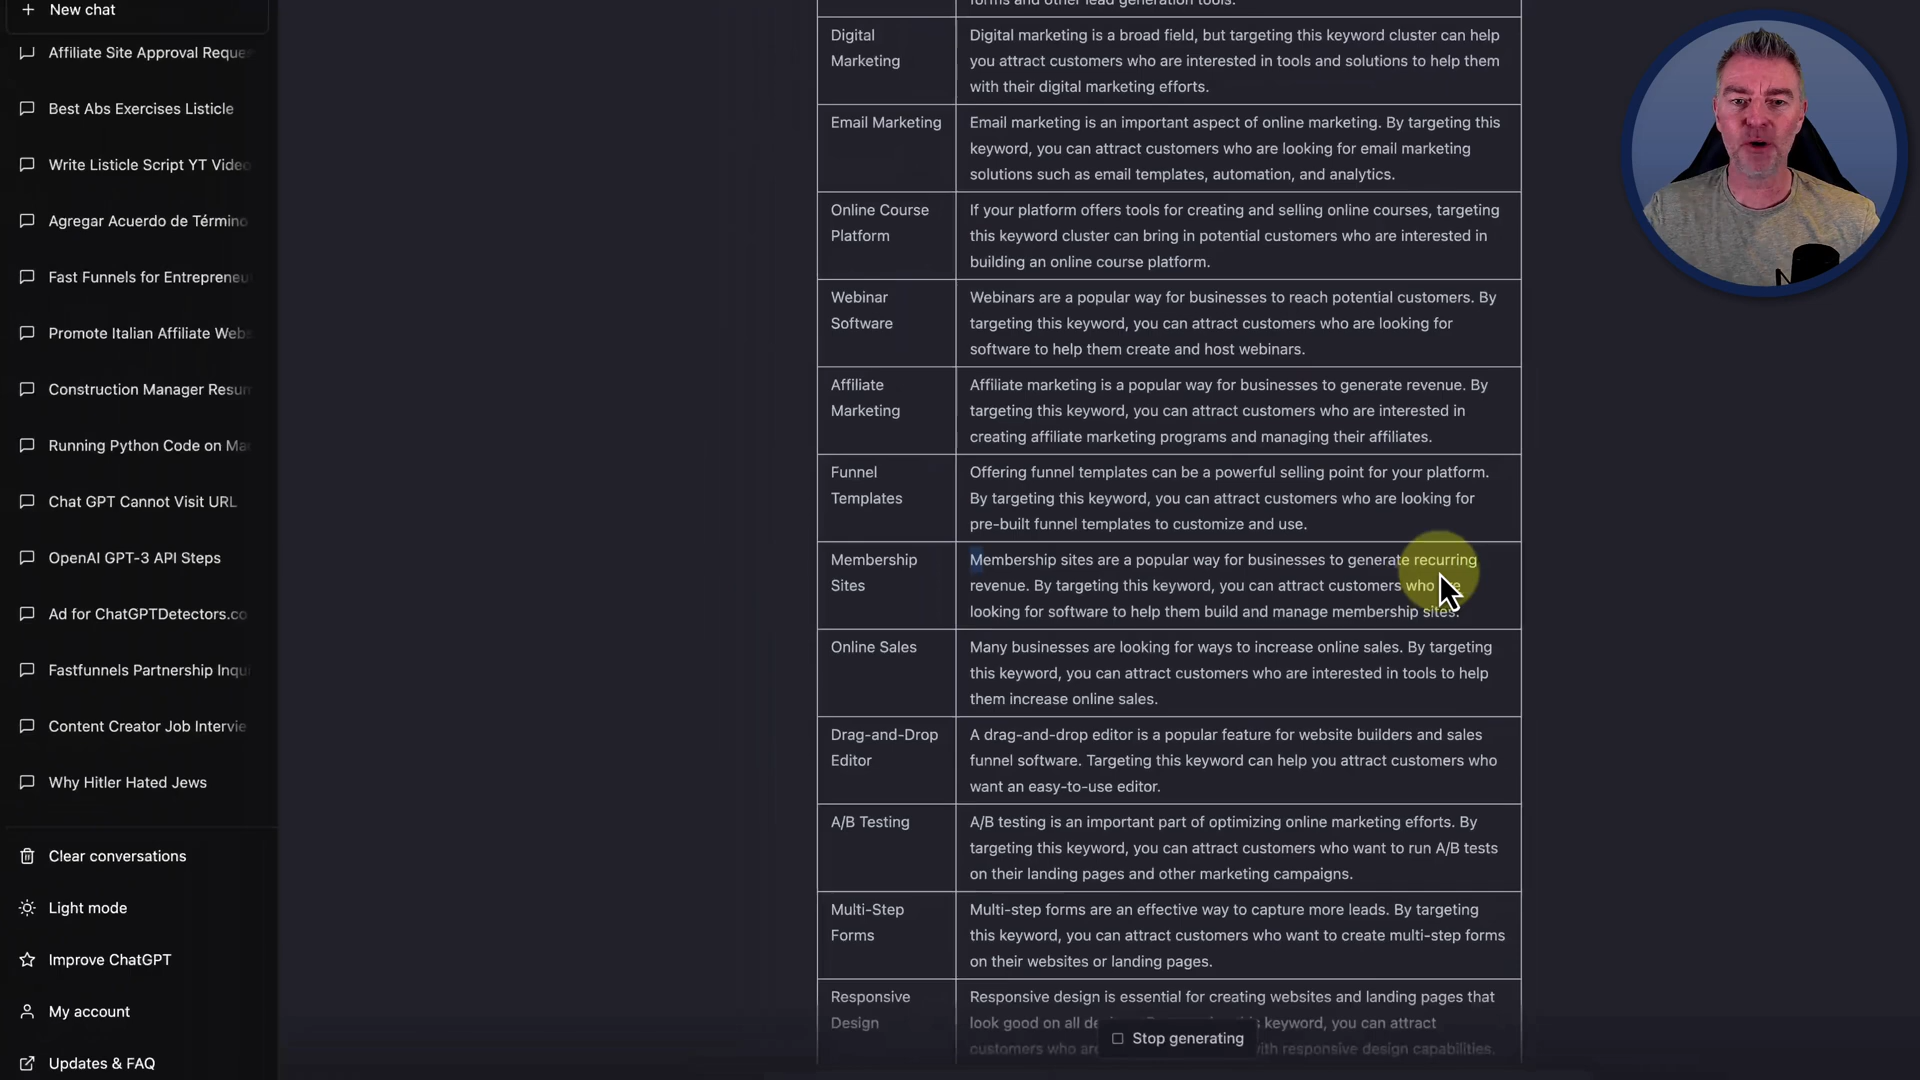 New chat
Affiliate Site Approval Reque
Best Abs Exercises Listicle
Write Listicle Script YT Video
Agregar Acuerdo de Término
Fast Funnels for Entrepreneu
Promote Italian Affiliate Webs
Construction Manager Resum
Running Python Code on Mac
Chat GPT Cannot Visit URL
OpenAI GPT-3 API Steps
Ad for ChatGPTDetectors.co
Fastfunnels Partnership Inqui
Content Creator Job Intervie
Why Hitler Hated Jews
Clear conversations
Light mode
Improve ChatGPT
My account
Updates & FAQ
forms and other lead generation tools.
Digital
Marketing
Digital marketing is a broad field, but targeting this keyword cluster can help
you attract customers who are interested in tools and solutions to help them
with their digital marketing efforts.
Email Marketing
Email marketing is an important aspect of online marketing. By targeting this
keyword, you can attract customers who are looking for email marketing
solutions such as email templates, automation, and analytics.
Online Course
Platform
If your platform offers tools for creating and selling online courses, targeting
this keyword cluster can bring in potential customers who are interested in
building an online course platform.
Webinar
Software
Webinars are a popular way for businesses to reach potential customers. By
targeting this keyword, you can attract customers who are looking for
software to help them create and host webinars.
Affiliate
Marketing
Affiliate marketing is a popular way for businesses to generate revenue. By
targeting this keyword, you can attract customers who are interested in
creating affiliate marketing programs and managing their affiliates.
Funnel
Templates
Offering funnel templates can be a powerful selling point for your platform.
By targeting this keyword, you can attract customers who are looking for
pre-built funnel templates to customize and use.
Membership
Sites
Membership sites are a popular way for businesses to generate recurring
revenue. By targeting this keyword, you can attract customers who are
looking for software to help them build and manage membership sites.
Online Sales
Many businesses are looking for ways to increase online sales. By targeting
this keyword, you can attract customers who are interested in tools to help
them increase online sales.
Drag-and-Drop
Editor
A drag-and-drop editor is a popular feature for website builders and sales
funnel software. Targeting this keyword can help you attract customers who
want an easy-to-use editor.
A/B Testing
A/B testing is an important part of optimizing online marketing efforts. By
targeting this keyword, you can attract customers who want to run A/B tests
on their landing pages and other marketing campaigns.
Multi-Step
Forms
Multi-step forms are an effective way to capture more leads. By targeting
this keyword, you can attract customers who want to create multi-step forms
on their websites or landing pages.
Responsive
Design
Responsive design is essential for creating websites and landing pages that
look good on all keyword, you can attract
customers who are with responsive design capabilities.
Stop generating